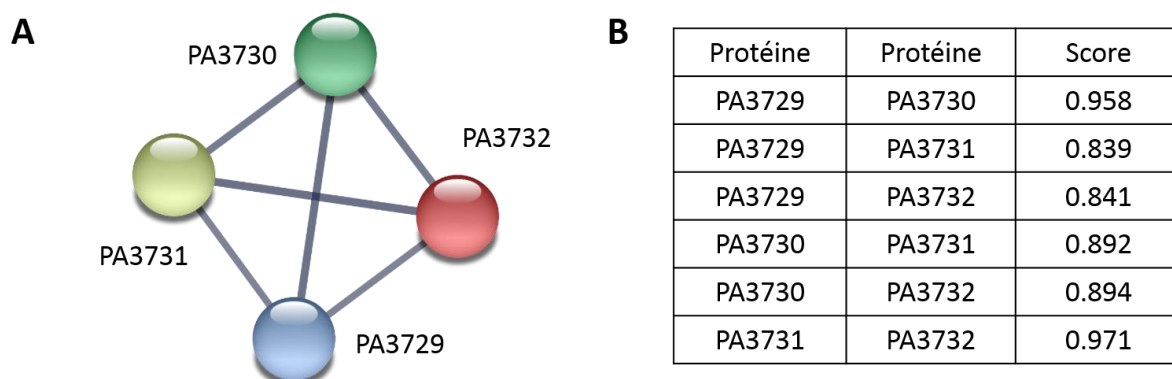 A
PA3730
PA3732
PA3731
PA3729
B
Protéine Protéine Score
PA3729 PA3730 0.958
PA3729 PA3731 0.839
PA3729 PA3732 0.841
PA3730 PA3731 0.892
PA3730 PA3732 0.894
PA3731 PA3732 0.971